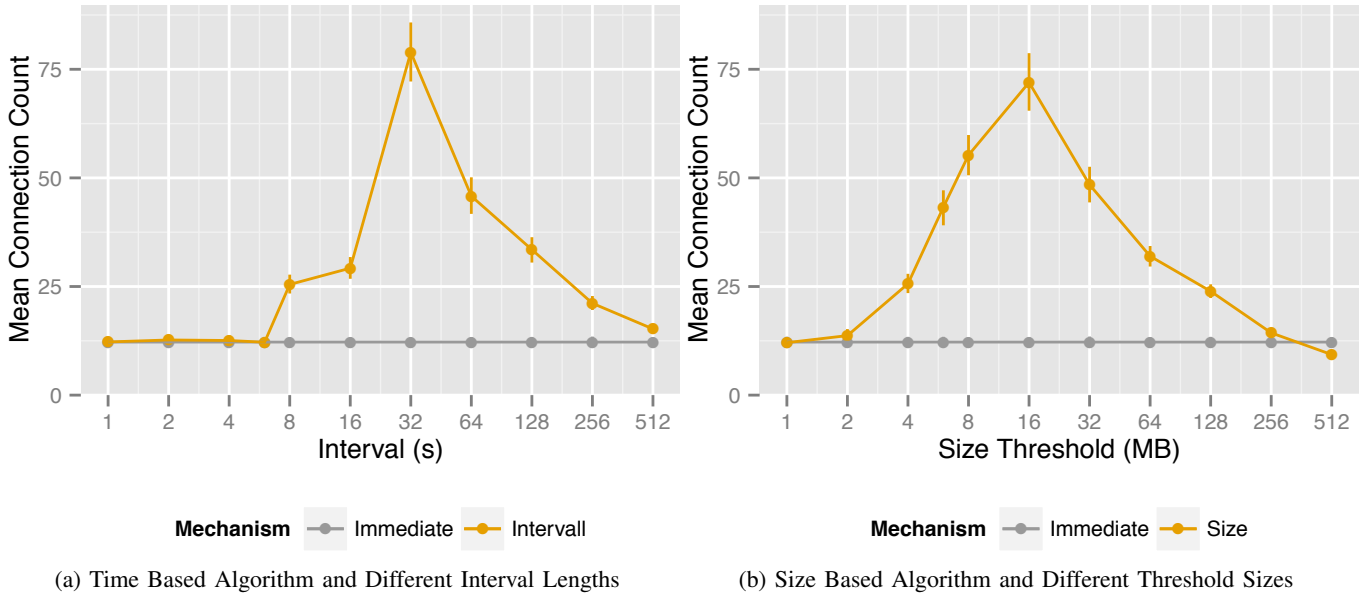 Mean Connection Count
75
50
25
0
1 2 4 8 16 32 64 128 256 512
Interval (s)
Mechanism Immediate Intervall
(a) Time Based Algorithm and Different Interval Lengths
Mean Connection Count
75
50
25
0
1 2 4 8 16 32 64 128 256 512
Size Threshold (MB)
Mechanism Immediate Size
(b) Size Based Algorithm and Different Threshold Sizes